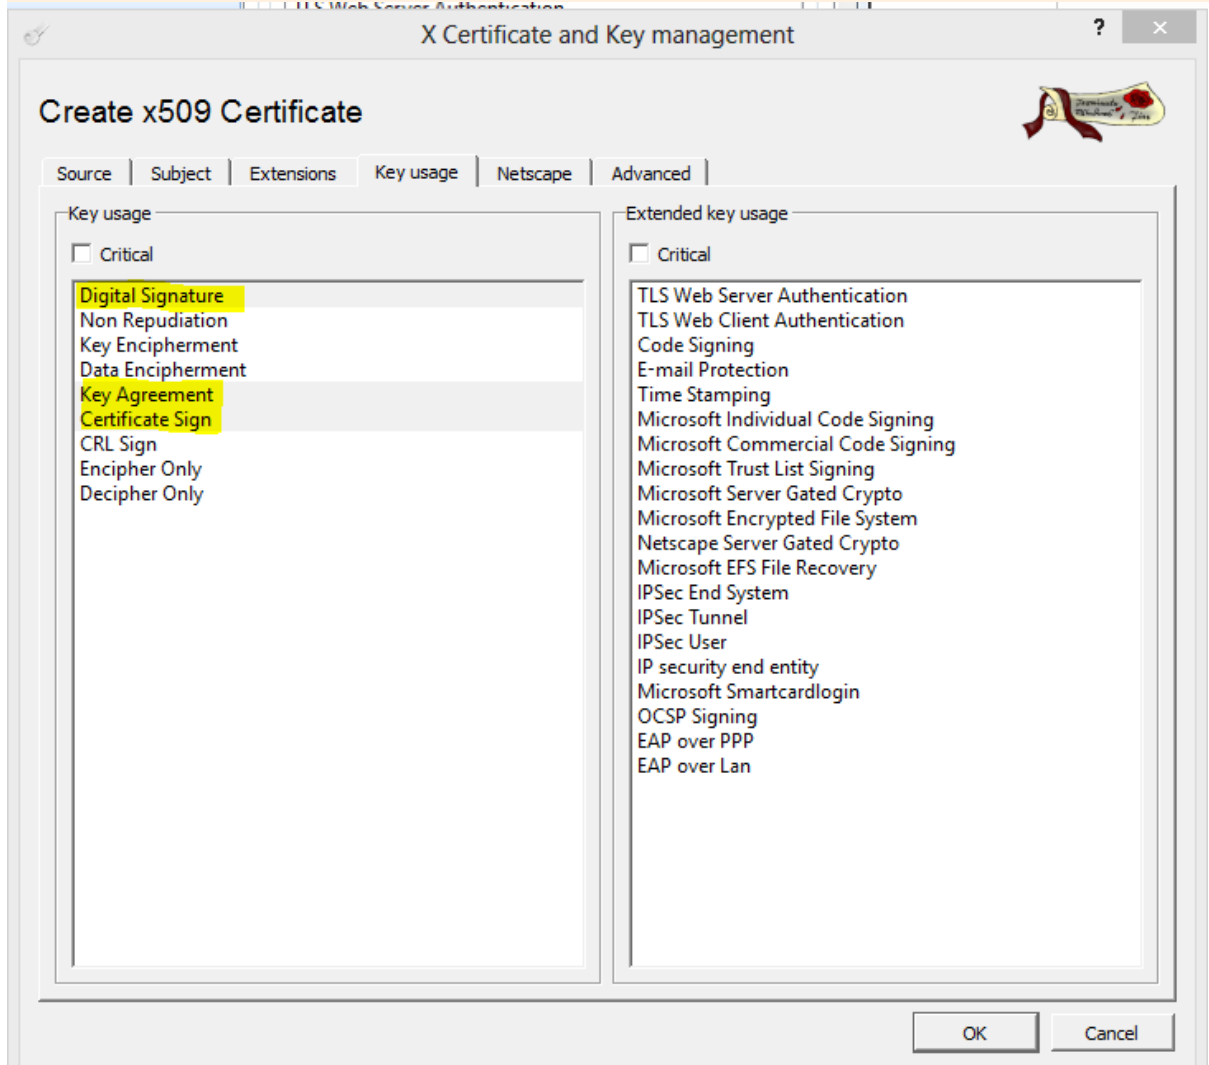 TLS Web Server Authentication
X Certificate and Key management
?
Create x509 Certificate
Source Subject Extensions Key usage Netscape Advanced
Key usage
Critical
Digital Signature
Non Repudiation
Key Encipherment
Data Encipherment
Key Agreement
Certificate Sign
CRL Sign
Encipher Only
Decipher Only
Extended key usage
Critical
TLS Web Server Authentication
TLS Web Client Authentication
Code Signing
E-mail Protection
Time Stamping
Microsoft Individual Code Signing
Microsoft Commercial Code Signing
Microsoft Trust List Signing
Microsoft Server Gated Crypto
Microsoft Encrypted File System
Netscape Server Gated Crypto
Microsoft EFS File Recovery
IPSec End System
IPSec Tunnel
IPSec User
IP security end entity
Microsoft Smartcardlogin
OCSP Signing
EAP over PPP
EAP over Lan
OK Cancel